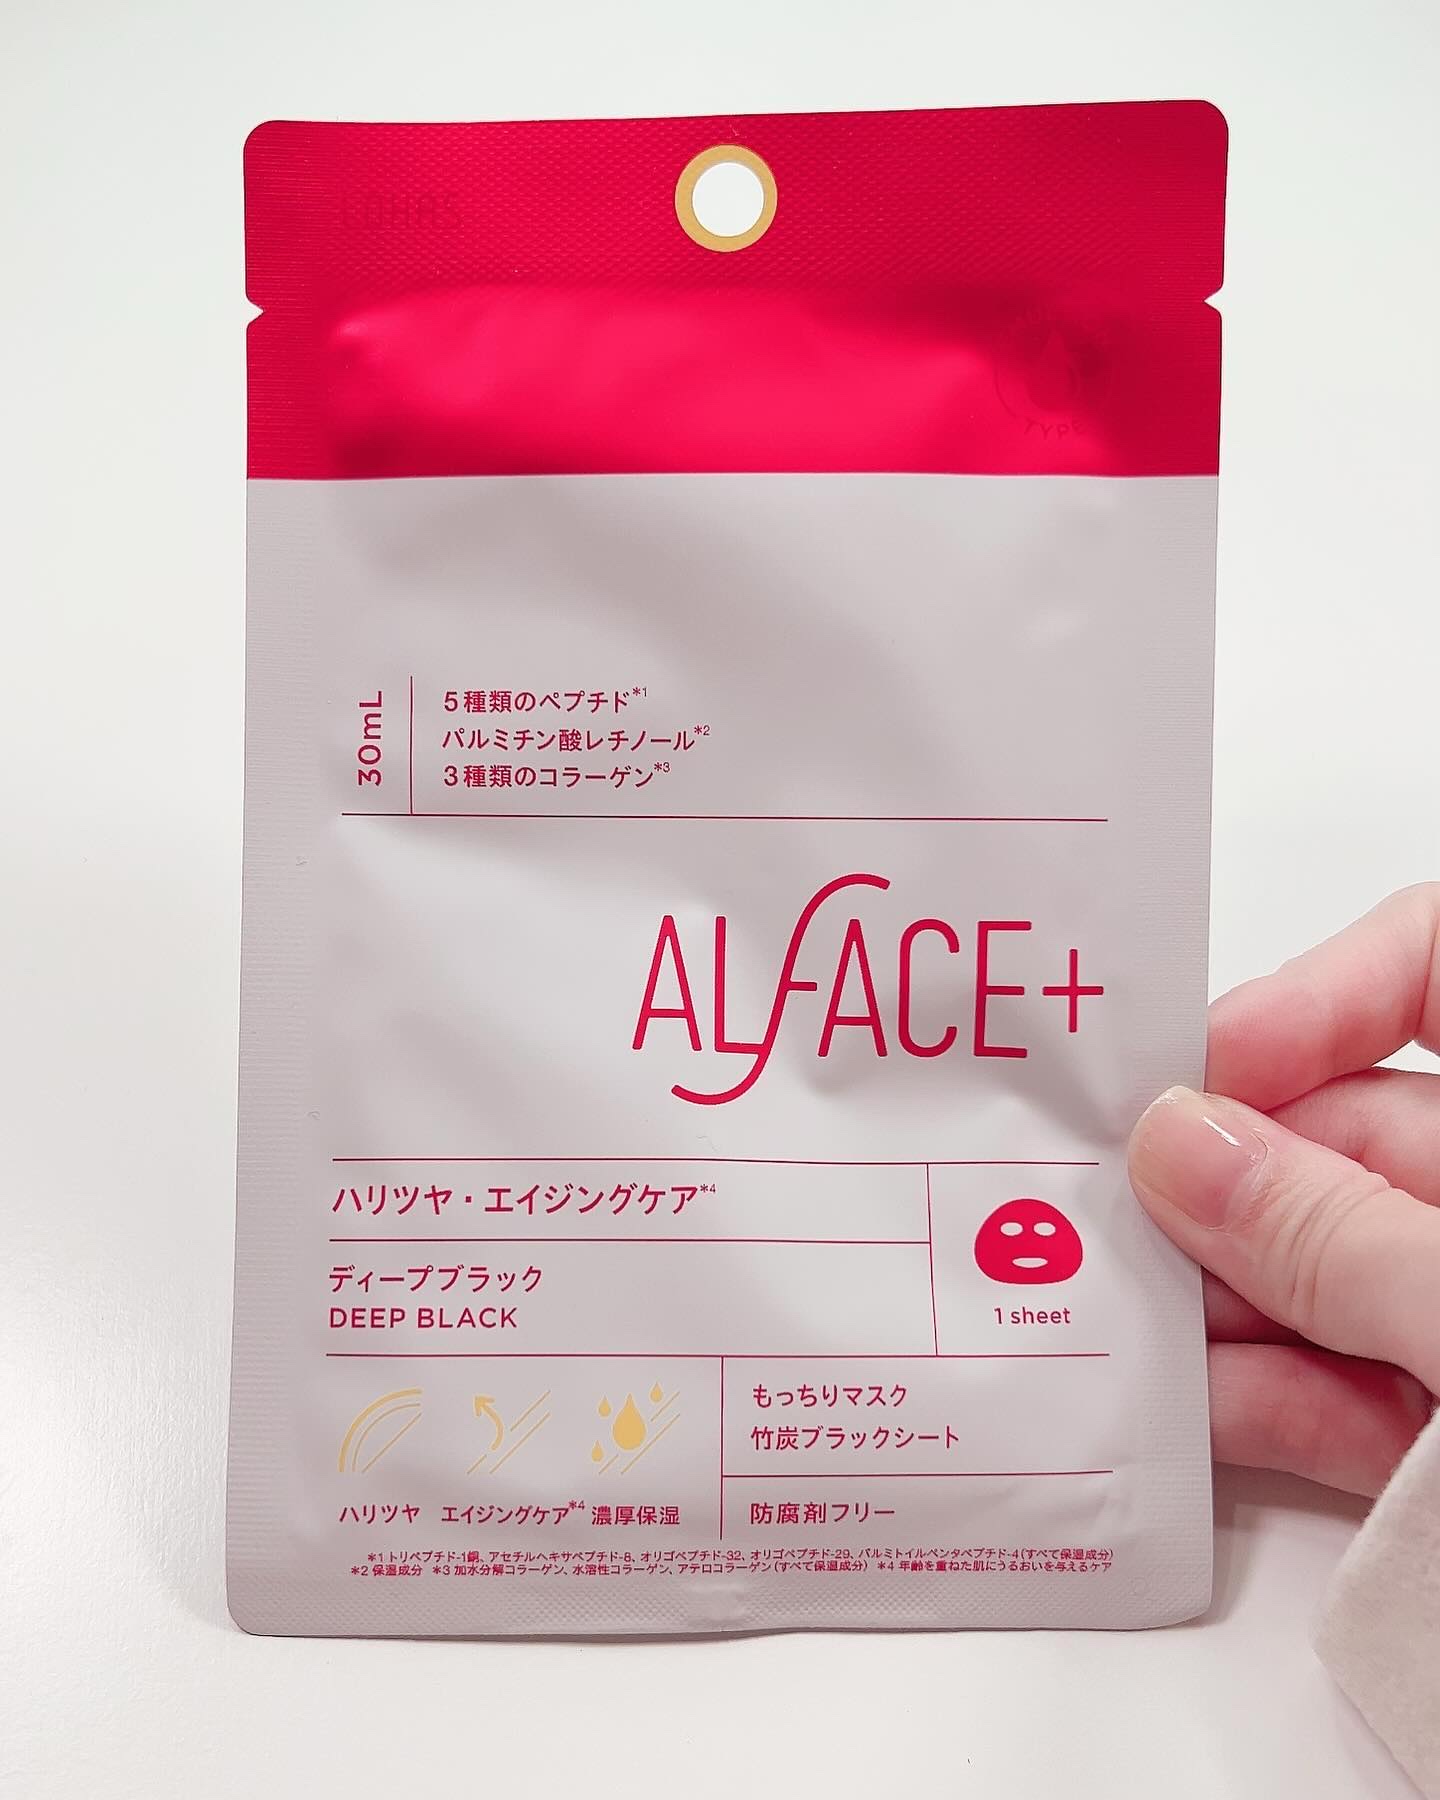 30mL
5種類のペプチド*1
パルミチン酸レチノール*2
3種類のコラーゲン*3
ALFACE+
ハリツヤ・エイジングケア*4
ディープブラック
DEEP BLACK
1 sheet
もっちりマスク
竹炭ブラックシート
ハリツヤ エイジングケア*4 濃厚保湿
防腐剤フリー
*1 トリペプチド-1銅、アセチルヘキサペプチド-8、オリゴペプチド-32、オリゴペプチド-29、パルミトイルペンタペプチド-4(すべて保湿成分)
*2 保湿成分 *3 加水分解コラーゲン、水溶性コラーゲン、アテロコラーゲン(すべて保湿成分) *4 年齢を重ねた肌にうるおいを与えるケア
TYPE